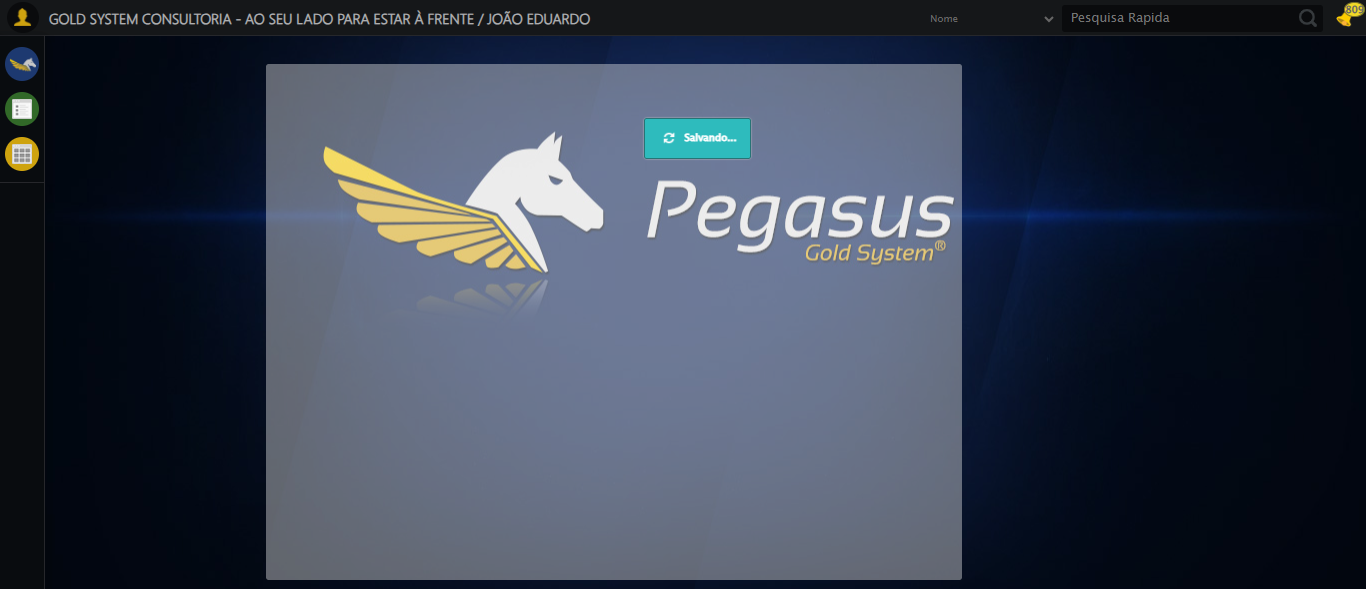 GOLD SYSTEM CONSULTORIA - AO SEU LADO PARA ESTAR À FRENTE / JOÃO EDUARDO
Nome
Pesquisa Rapida
809
Salvando...
Pegasus
Gold System®